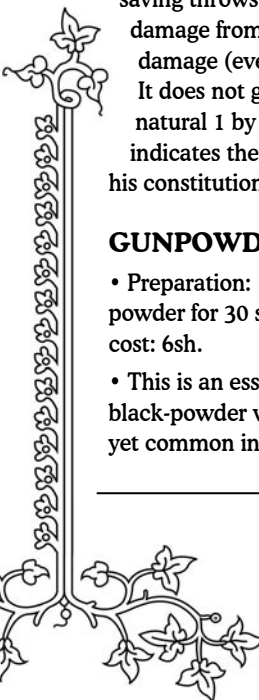 saving throws
damage from
damage (eve
It does not g
natural 1 by
indicates the
his constitution
GUNPOWD
• Preparation:
powder for 30 s
cost: 6sh.
• This is an ess
black-powder v
yet common in